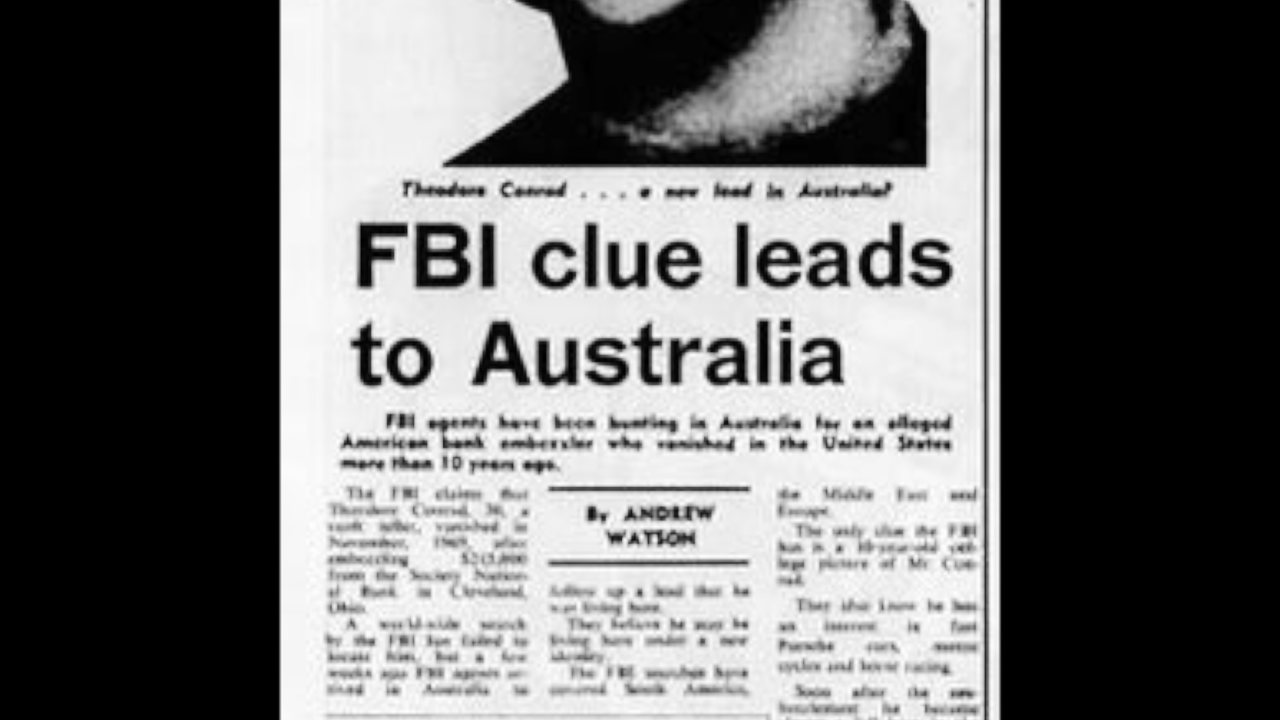 Theodore Conrad . . . a new lead in Australia?
FBI clue leads
to Australia
FBI agents have been hunting in Australia for an alleged
American bank embezzler who vanished in the United States
more than 10 years ago.
The FBI claims that
Theodore Conrad, 30, a
bank teller, vanished in
November, 1969, after
embezzling $215,000
from the Society Nation-
al Bank in Cleveland,
Ohio.
A world-wide search
by the FBI has failed to
locate him, but a few
weeks ago FBI agents ar-
rived in Australia to
By ANDREW
WATSON
follow up a lead that he
was living here.
They believe he may be
living here under a new
identity.
The FBI searches have
covered South America,
the Middle East and
Europe.
The only clue the FBI
has is a 10-year-old col-
lege picture of Mr Con-
rad.
They also know he has
an interest in fast
Porsche cars, motor
cycles and horse racing.
Soon after the em-
bezzlement he became